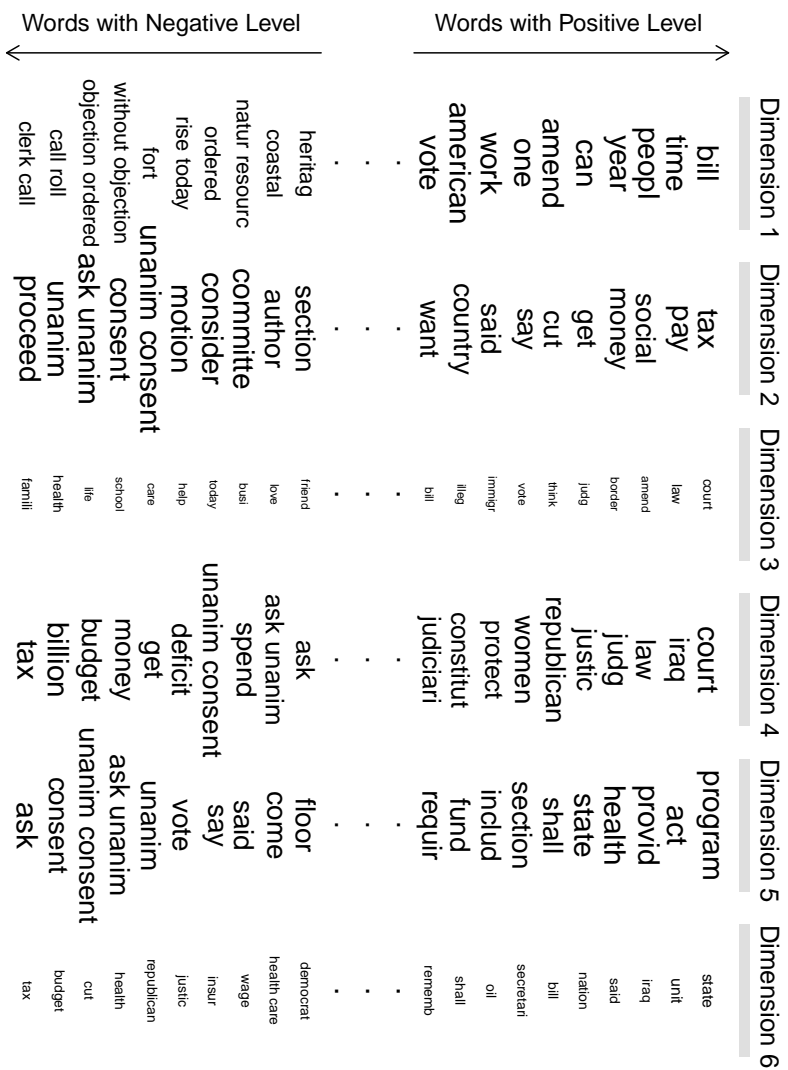 Words with Negative Level
Words with Positive Level
Dimension 1
bill
time
peopl
year
can
amend
one
work
american
vote
.
.
.
heritag
coastal
natur resourc
ordered
rise today
fort
without objection
objection ordered
call roll
clerk call
Dimension 2
tax
pay
social
money
get
cut
say
said
country
want
.
.
.
section
author
committe
consider
motion
unanim consent
consent
ask unanim
unanim
proceed
Dimension 3
court
law
amend
border
judg
think
vote
immigr
illeg
bill
.
.
.
friend
love
busi
today
help
care
school
life
health
famili
Dimension 4
court
iraq
law
judg
justic
republican
women
protect
constitut
judiciari
.
.
.
ask
ask unanim
spend
unanim consent
deficit
get
money
budget
billion
tax
Dimension 5
program
act
provid
health
state
shall
section
includ
fund
requir
.
.
.
floor
come
said
say
vote
unanim
ask unanim
unanim consent
consent
ask
Dimension 6
state
unit
iraq
said
nation
bill
secretari
oil
shall
rememb
.
.
.
democrat
health care
wage
insur
justic
republican
health
cut
budget
tax